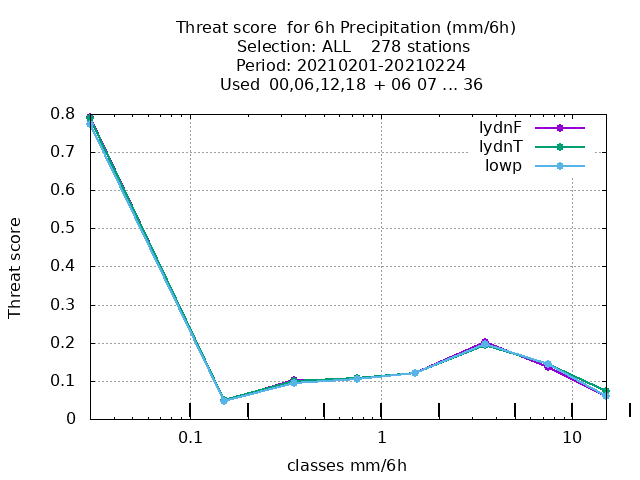 Threat score  for 6h Precipitation (mm/6h)
Selection: ALL    278 stations
Period: 20210201-20210224
Used  00,06,12,18  + 06 07 ... 36
lydnF
lydnT
lowp
0.8
0.7
0.6
0.5
0.4
0.3
0.2
0.1
0
Threat score
0.1 1 10
classes mm/6h